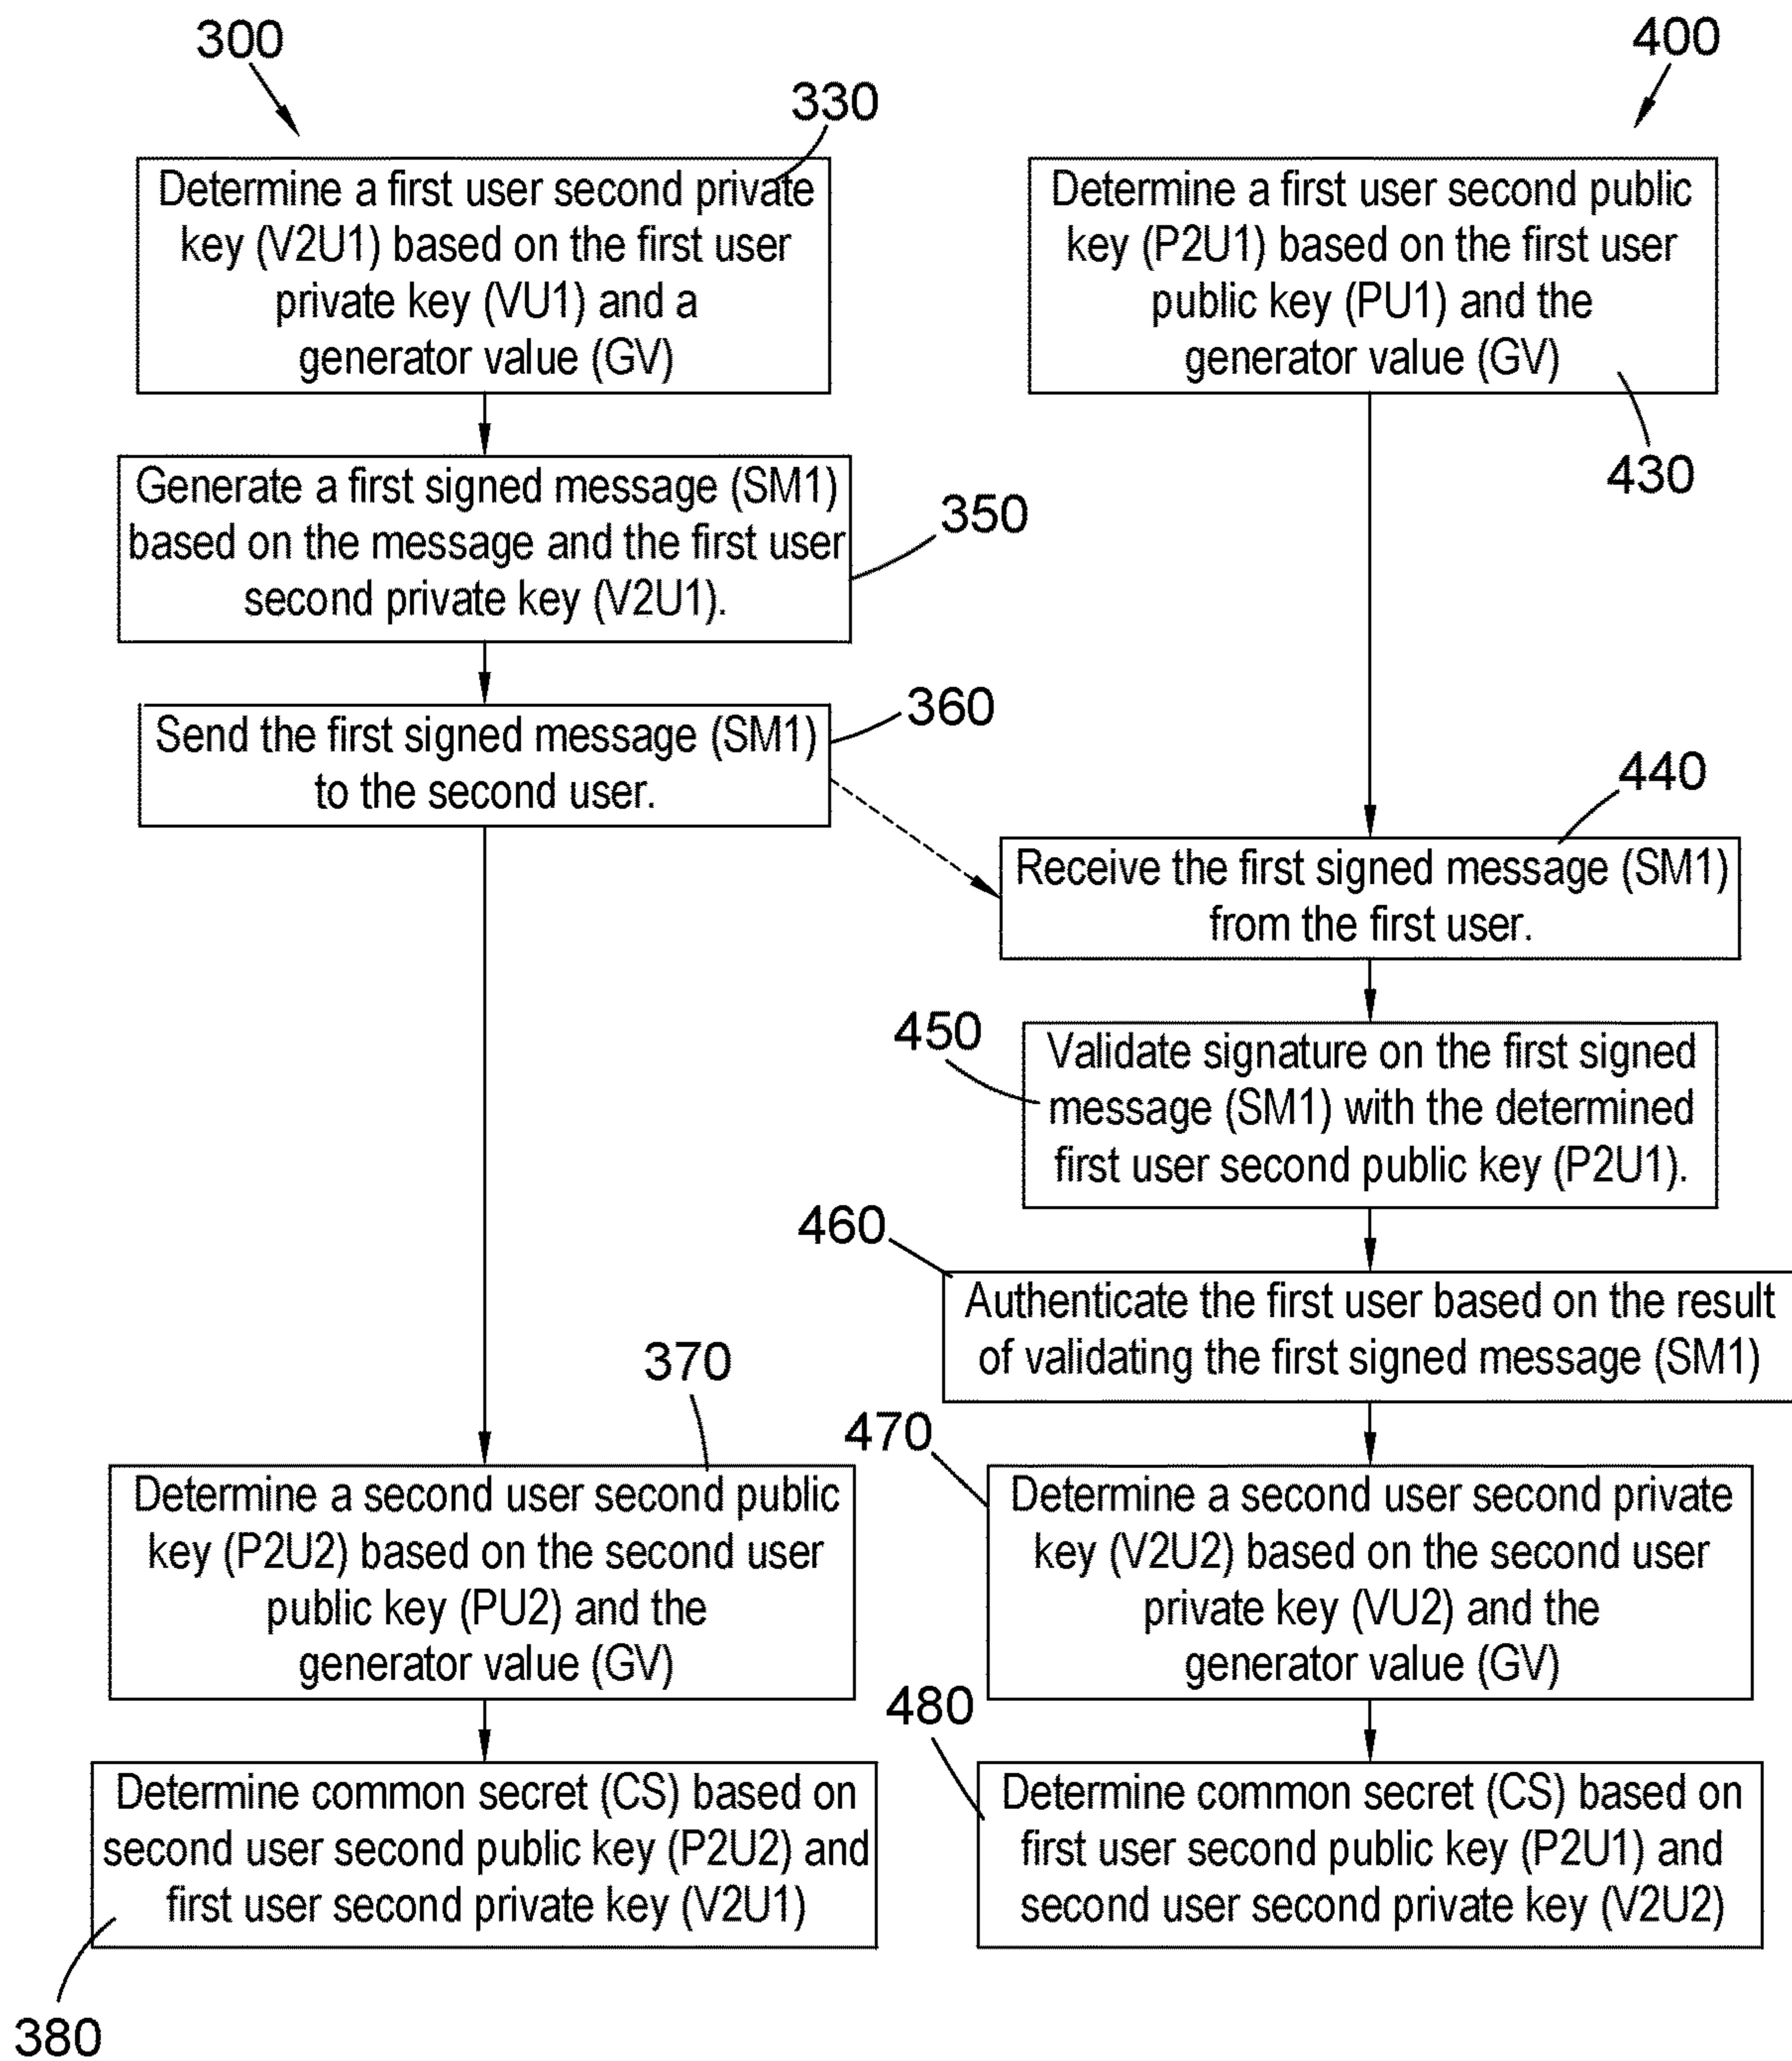 300
400
330
Determine a first user second private
key (V2U1) based on the first user
private key (VU1) and a
generator value (GV)
Determine a first user second public
key (P2U1) based on the first user
public key (PU1) and the
generator value (GV)
430
Generate a first signed message (SM1)
based on the message and the first user
second private key (V2U1).
350
Send the first signed message (SM1)
to the second user.
360
440
Receive the first signed message (SM1)
from the first user.
450
Validate signature on the first signed
message (SM1) with the determined
first user second public key (P2U1).
460
Authenticate the first user based on the result
of validating the first signed message (SM1)
370
Determine a second user second public
key (P2U2) based on the second user
public key (PU2) and the
generator value (GV)
470
Determine a second user second private
key (V2U2) based on the second user
private key (VU2) and the
generator value (GV)
Determine common secret (CS) based on
second user second public key (P2U2) and
first user second private key (V2U1)
380
480
Determine common secret (CS) based on
first user second public key (P2U1) and
second user second private key (V2U2)